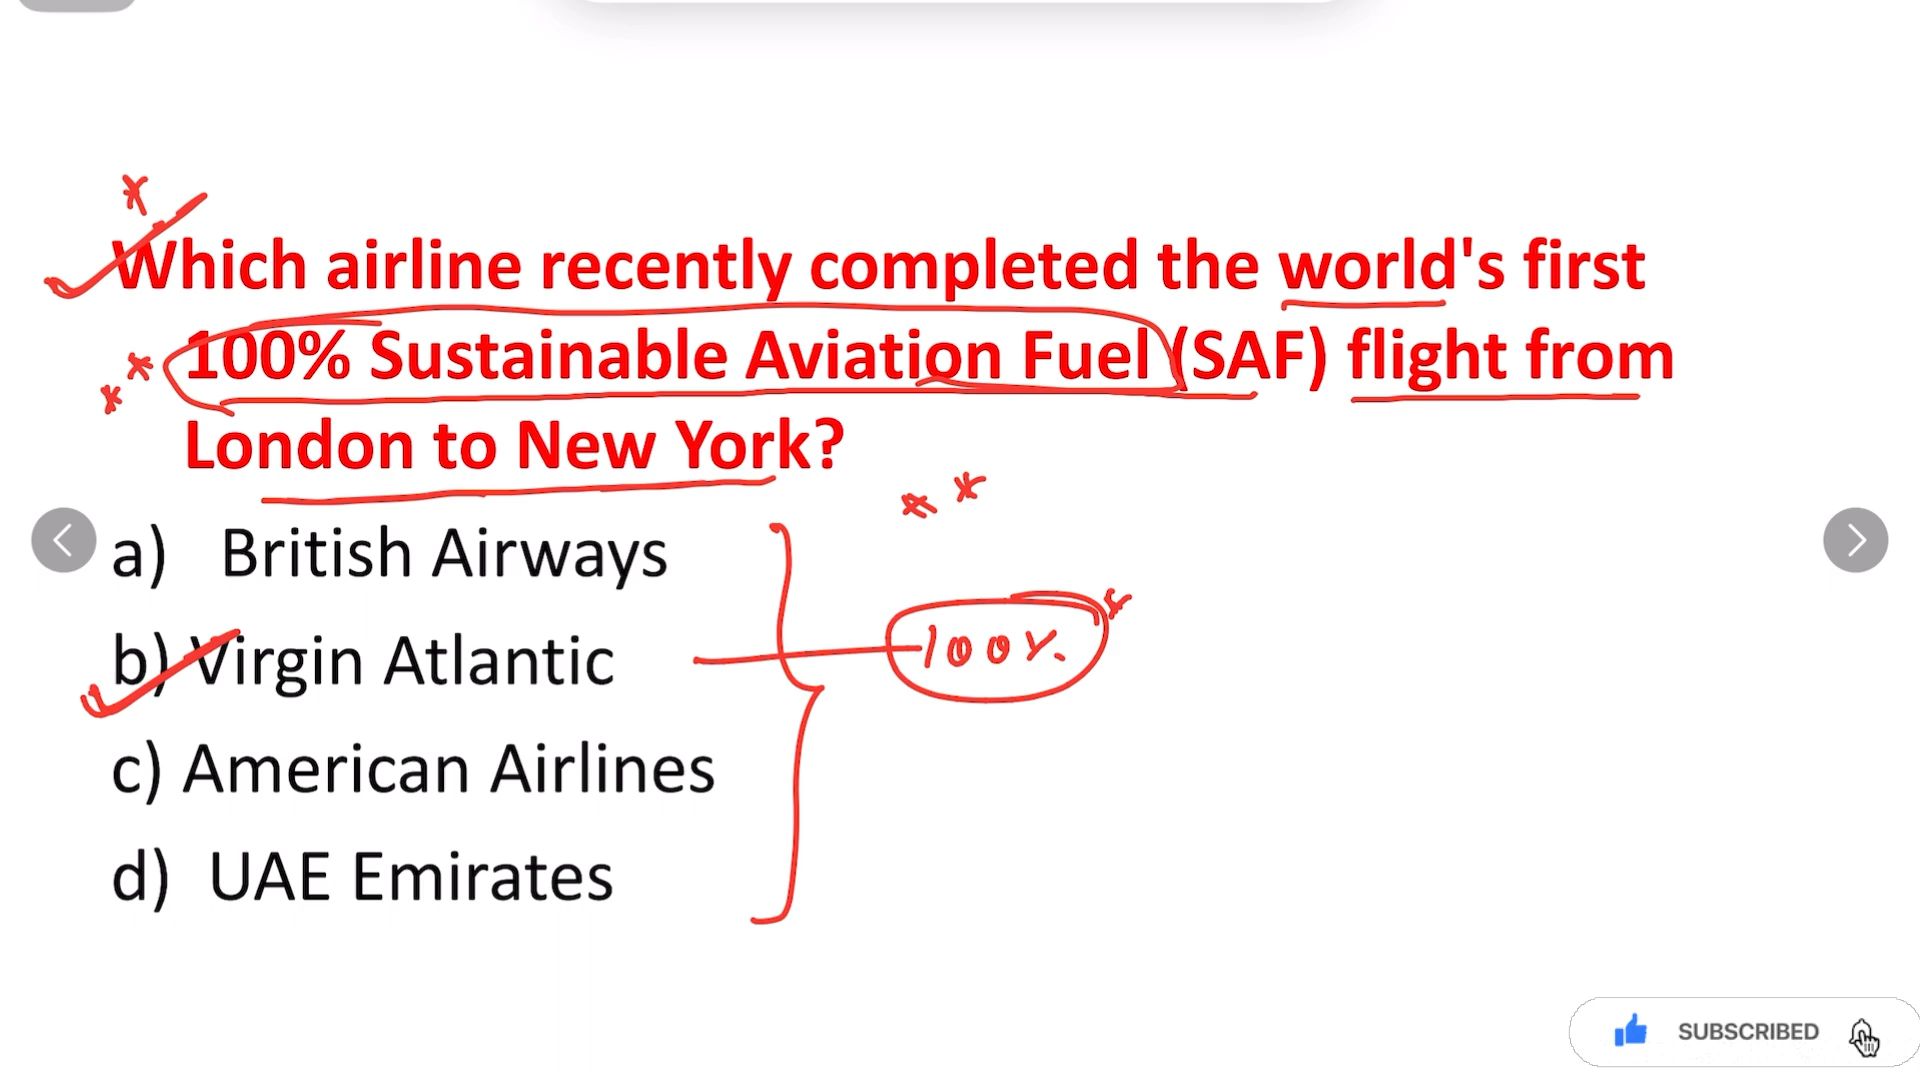 Which airline recently completed the world's first
100% Sustainable Aviation Fuel (SAF) flight from
London to New York?
a) British Airways
b) Virgin Atlantic
100%
c) American Airlines
d) UAE Emirates
SUBSCRIBED